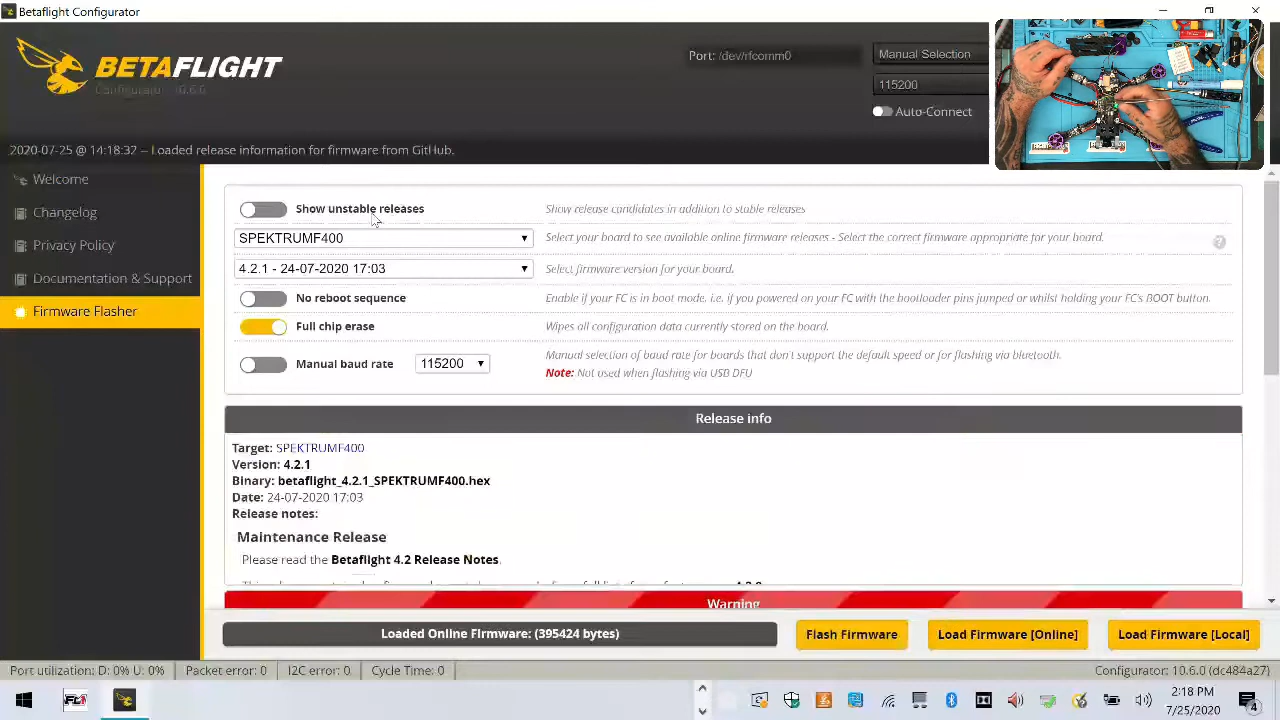 Betaflight Configurator
BETAFLIGHT
Configurator 10.6.0
Port: /dev/rfcomm0
Manual Selection
115200
Auto-Connect
2020-07-25 @ 14:18:32 -- Loaded release information for firmware from GitHub.
Welcome
Changelog
Privacy Policy
Documentation & Support
Firmware Flasher
Show unstable releases
Show release candidates in addition to stable releases
SPEKTRUMF400
Select your board to see available online firmware releases - Select the correct firmware appropriate for your board.
4.2.1 - 24-07-2020 17:03
Select firmware version for your board.
No reboot sequence
Enable if your FC is in boot mode. i.e. if you powered on your FC with the bootloader pins jumped or whilst holding your FC's BOOT button.
Full chip erase
Wipes all configuration data currently stored on the board.
Manual baud rate
115200
Manual selection of baud rate for boards that don't support the default speed or for flashing via bluetooth.
Note: Not used when flashing via USB DFU
Release info
Target: SPEKTRUMF400
Version: 4.2.1
Binary: betaflight_4.2.1_SPEKTRUMF400.hex
Date: 24-07-2020 17:03
Release notes:
Maintenance Release
Please read the Betaflight 4.2 Release Notes.
Warning
Loaded Online Firmware: (395424 bytes)
Flash Firmware
Load Firmware [Online]
Load Firmware [Local]
Port utilization: D: 0% U: 0%
Packet error: 0
I2C error: 0
Cycle Time: 0
Configurator: 10.6.0 (dc484a27)
2:18 PM
7/25/2020
4